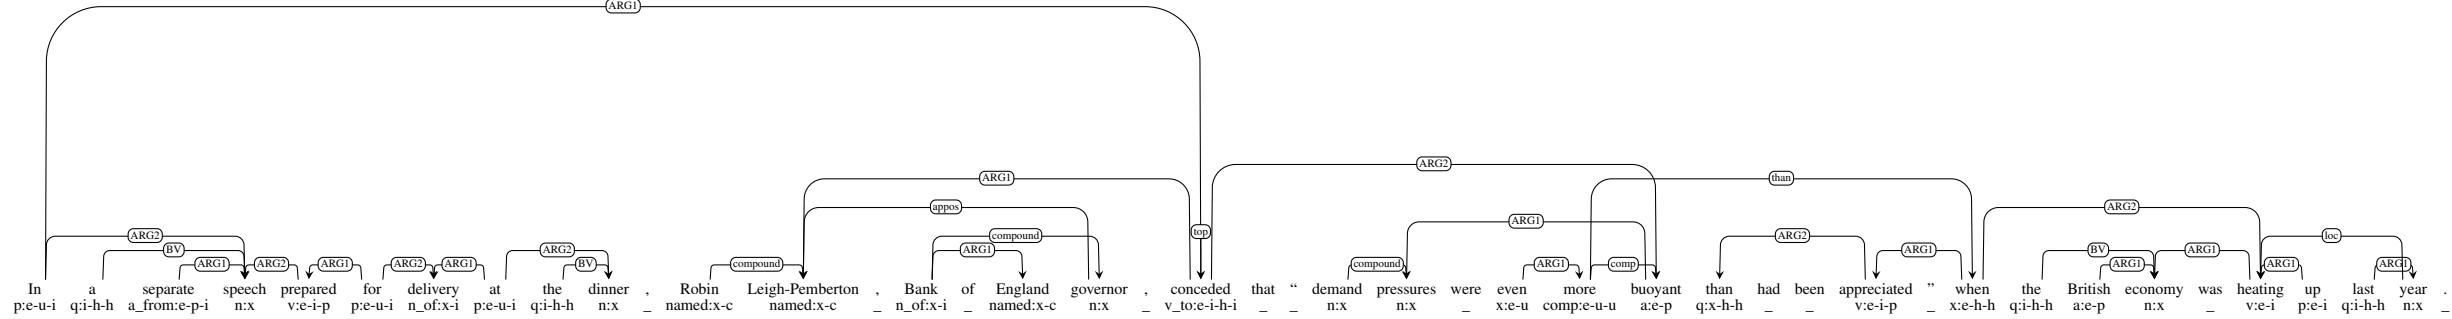 ARG1
ARG2
ARG1 than
appos ARG2
ARG1
top
ARG2 compound ARG2 loc
BV ARG2 ARG1 ARG1 BV ARG1
ARG1 ARG2 ARG1 ARG2 ARG1 BV compound compound ARG1 comp ARG1 ARG1 ARG1
In a separate speech prepared for delivery at the dinner , Robin Leigh-Pemberton , Bank of England governor , conceded that “ demand pressures were even more buoyant than had been appreciated ” when the British economy was heating up last year .
p:e-u-i q:i-h-h a_from:e-p-i n:x v:e-i-p p:e-u-i n_of:x-i p:e-u-i q:i-h-h n:x _ named:x-c named:x-c _ n_of:x-i _ named:x-c n:x _ v_to:e-i-h-i _ _ n:x n:x _ x:e-u comp:e-u-u a:e-p q:x-h-h _ _ v:e-i-p _ x:e-h-h q:i-h-h a:e-p n:x _ v:e-i p:e-i q:i-h-h n:x _